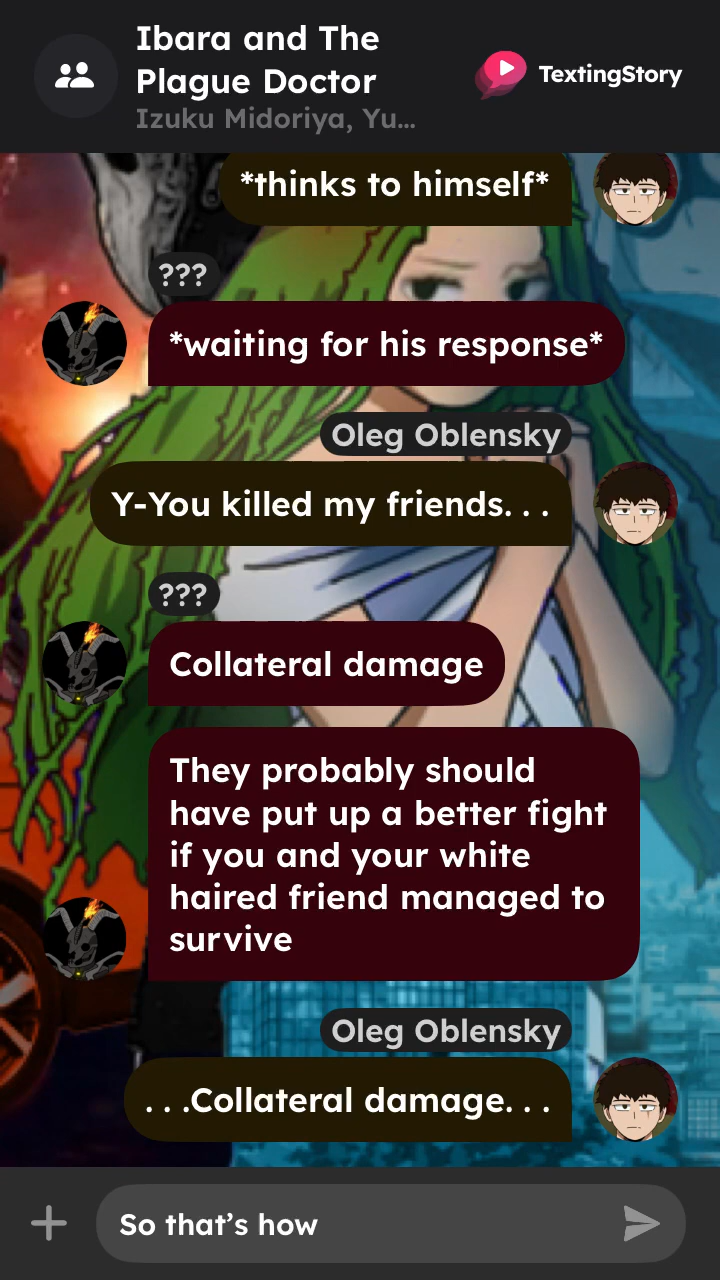 Ibara and The
Plague Doctor
Izuku Midoriya, Yu...
TextingStory
*thinks to himself*
???
*waiting for his response*
Oleg Oblensky
Y-You killed my friends. . .
???
Collateral damage
They probably should
have put up a better fight
if you and your white
haired friend managed to
survive
Oleg Oblensky
. . .Collateral damage. . .
So that’s how